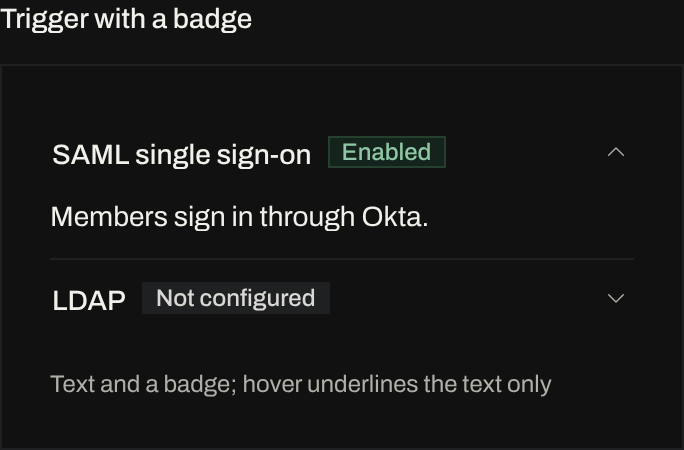 Trigger with a badge
SAML single sign-on Enabled
Members sign in through Okta.
LDAP Not configured
Text and a badge; hover underlines the text only